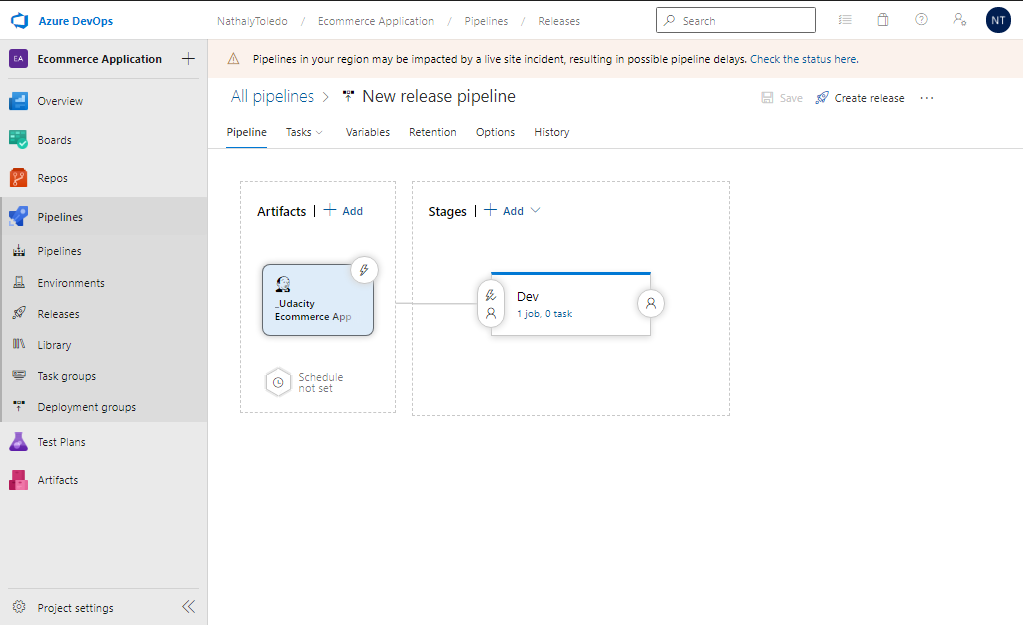 Azure DevOps
NathalyToledo / Ecommerce Application / Pipelines / Releases
Search
NT
EA Ecommerce Application
Overview
Boards
Repos
Pipelines
Pipelines
Environments
Releases
Library
Task groups
Deployment groups
Test Plans
Artifacts
Project settings
Pipelines in your region may be impacted by a live site incident, resulting in possible pipeline delays. Check the status here.
All pipelines > New release pipeline
Save Create release ...
Pipeline Tasks Variables Retention Options History
Artifacts | + Add
_Udacity
Ecommerce App
Schedule
not set
Stages | + Add
Dev
1 job, 0 task